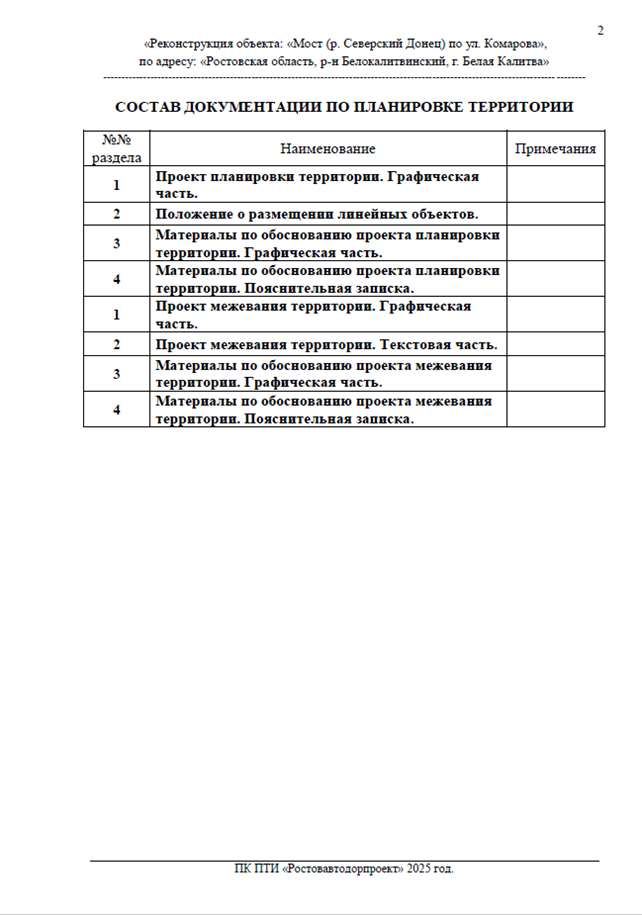 2
«Реконструкция объекта: «Мост (р. Северский Донец) по ул. Комарова»,
по адресу: «Ростовская область, р-н Белокалитвинский, г. Белая Калитва»
СОСТАВ ДОКУМЕНТАЦИИ ПО ПЛАНИРОВКЕ ТЕРРИТОРИИ
№№
раздела
Наименование
Примечания
1
Проект планировки территории. Графическая
часть.
2
Положение о размещении линейных объектов.
3
Материалы по обоснованию проекта планировки
территории. Графическая часть.
4
Материалы по обоснованию проекта планировки
территории. Пояснительная записка.
1
Проект межевания территории. Графическая
часть.
2
Проект межевания территории. Текстовая часть.
3
Материалы по обоснованию проекта межевания
территории. Графическая часть.
4
Материалы по обоснованию проекта межевания
территории. Пояснительная записка.
ПК ПТИ «Ростовавтодорпроект» 2025 год.